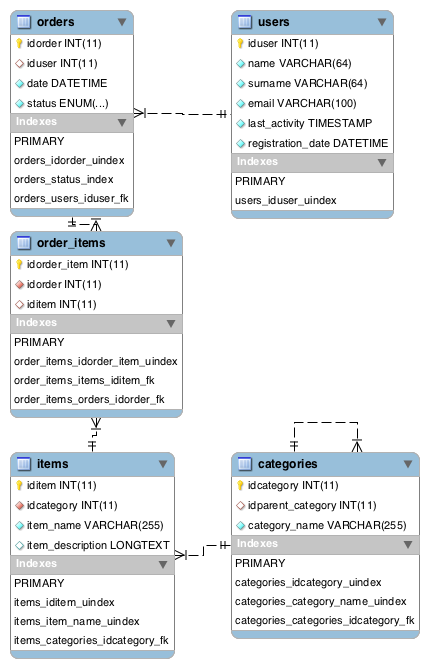 orders
idorder INT(11)
iduser INT(11)
date DATETIME
status ENUM(...)
Indexes
PRIMARY
orders_idorder_uindex
orders_status_index
orders_users_iduser_fk
users
iduser INT(11)
name VARCHAR(64)
surname VARCHAR(64)
email VARCHAR(100)
last_activity TIMESTAMP
registration_date DATETIME
Indexes
PRIMARY
users_iduser_uindex
order_items
idorder_item INT(11)
idorder INT(11)
iditem INT(11)
Indexes
PRIMARY
order_items_idorder_item_uindex
order_items_items_iditem_fk
order_items_orders_idorder_fk
items
iditem INT(11)
idcategory INT(11)
item_name VARCHAR(255)
item_description LONGTEXT
Indexes
PRIMARY
items_iditem_uindex
items_item_name_uindex
items_categories_idcategory_fk
categories
idcategory INT(11)
idparent_category INT(11)
category_name VARCHAR(255)
Indexes
PRIMARY
categories_idcategory_uindex
categories_category_name_uindex
categories_categories_idcategory_fk